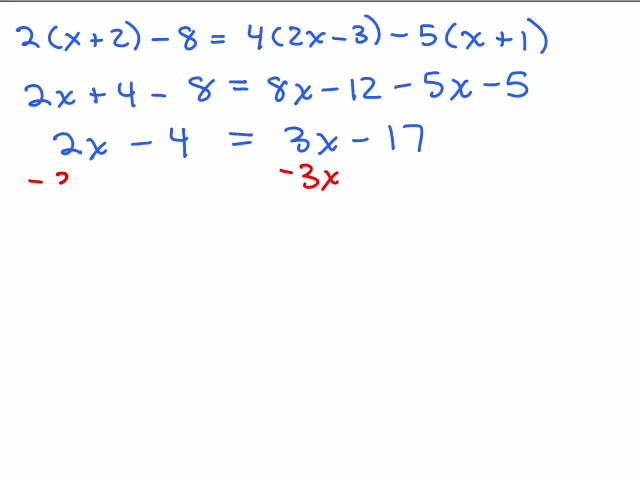 2(x+2) - 8 = 4(2x - 3) - 5(x + 1)
2x + 4 - 8 = 8x - 12 - 5x - 5
2x - 4 = 3x - 17
- -3x